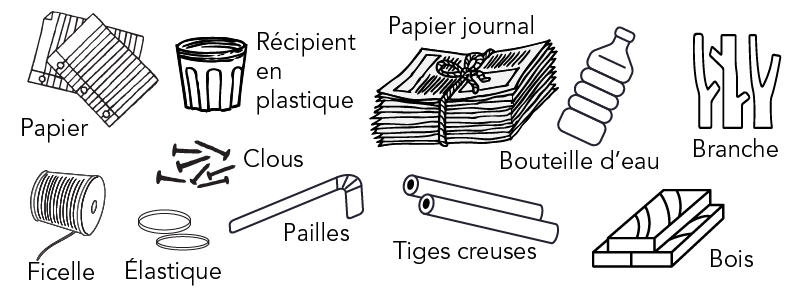 Papier
Récipient
en
plastique
Papier journal
Bouteille d'eau
Branche
Clous
Ficelle
Élastique
Pailles
Tiges creuses
Bois